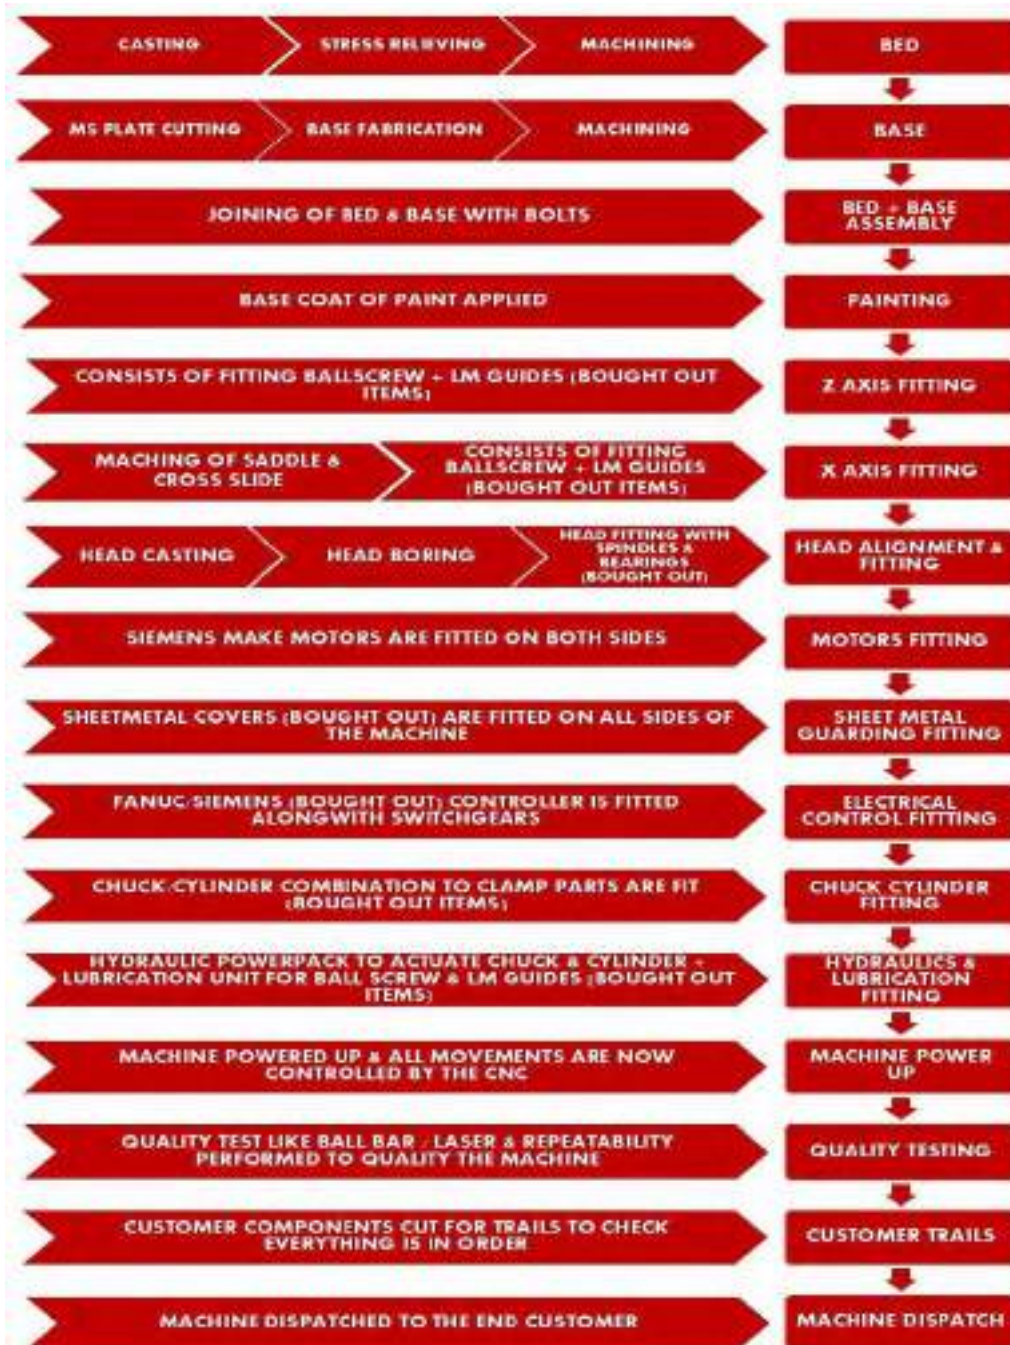 CASTING
STRESS RELIEVING
MACHINING
BED
MS PLATE CUTTING
BASE FABRICATION
MACHINING
BASE
JOINING OF BED & BASE WITH BOLTS
BED + BASE
ASSEMBLY
BASE COAT OF PAINT APPLIED
PAINTING
CONSISTS OF FITTING BALLSCREW + LM GUIDES (BOUGHT OUT
ITEMS)
Z AXIS FITTING
MACHING OF SADDLE &
CROSS SLIDE
CONSISTS OF FITTING
BALLSCREW + LM GUIDES
(BOUGHT OUT ITEMS)
X AXIS FITTING
HEAD CASTING
HEAD BORING
HEAD FITTING WITH
SPINDLES &
BEARINGS
(BOUGHT OUT)
HEAD ALIGNMENT &
FITTING
SIEMENS MAKE MOTORS ARE FITTED ON BOTH SIDES
MOTORS FITTING
SHEETMETAL COVERS (BOUGHT OUT) ARE FITTED ON ALL SIDES OF
THE MACHINE
SHEET METAL
GUARDING FITTING
FANUC/SIEMENS (BOUGHT OUT) CONTROLLER IS FITTED
ALONGWITH SWITCHGEARS
ELECTRICAL
CONTROL FITTTING
CHUCK/CYLINDER COMBINATION TO CLAMP PARTS ARE FIT
(BOUGHT OUT ITEMS)
CHUCK CYLINDER
FITTING
HYDRAULIC POWERPACK TO ACTUATE CHUCK & CYLINDER +
LUBRICATION UNIT FOR BALL SCREW & LM GUIDES (BOUGHT OUT
ITEMS)
HYDRAULICS &
LUBRICATION
FITTING
MACHINE POWERED UP & ALL MOVEMENTS ARE NOW
CONTROLLED BY THE CNC
MACHINE POWER
UP
QUALITY TEST LIKE BALL BAR / LASER & REPEATABILITY
PERFORMED TO QUALITY THE MACHINE
QUALITY TESTING
CUSTOMER COMPONENTS CUT FOR TRAILS TO CHECK
EVERYTHING IS IN ORDER
CUSTOMER TRAILS
MACHINE DISPATCHED TO THE END CUSTOMER
MACHINE DISPATCH